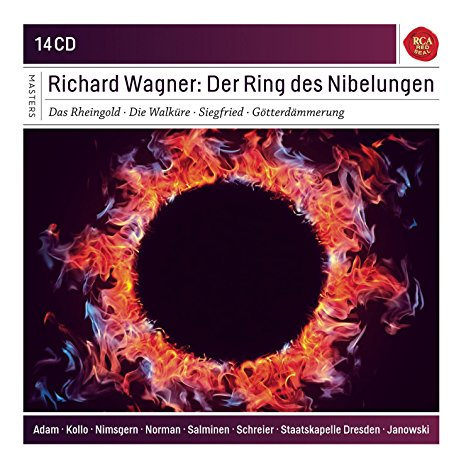 14 CD
RCA
RED SEAL
MASTERS
Richard Wagner: Der Ring des Nibelungen
Das Rheingold · Die Walküre · Siegfried · Götterdämmerung
Adam · Kollo · Nimsgern · Norman · Salminen · Schreier · Staatskapelle Dresden · Janowski